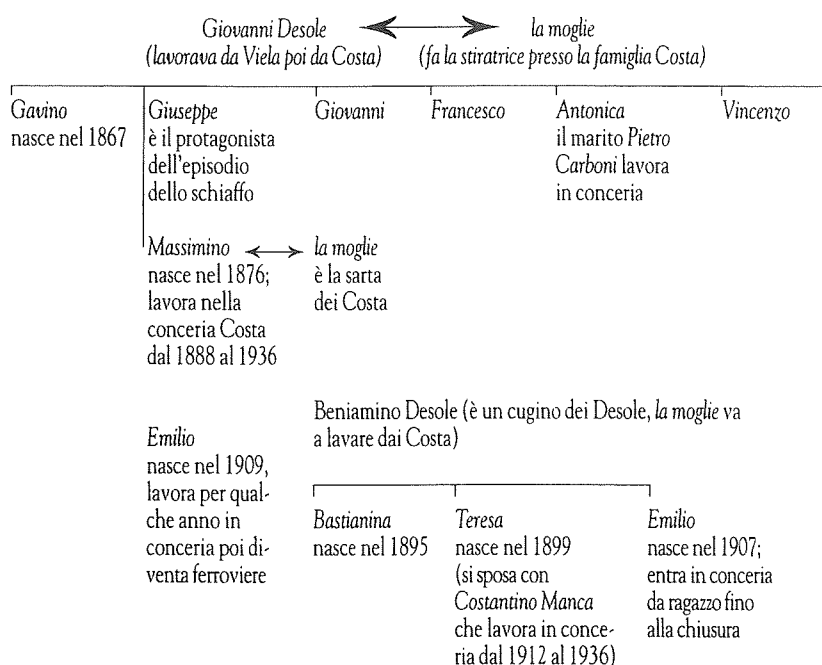 Giovanni Desole
(lavorava da Viela poi da Costa)
la moglie
(fa la stiratrice presso la famiglia Costa)
Gavino
nasce nel 1867
Giuseppe
è il protagonista
dell'episodio
dello schiaffo
Giovanni
Francesco
Antonica
il marito Pietro
Carboni lavora
in conceria
Vincenzo
Massimino
nasce nel 1876;
lavora nella
conceria Costa
dal 1888 al 1936
la moglie
è la sarta
dei Costa
Emilio
nasce nel 1909,
lavora per qual-
che anno in
conceria poi di-
venta ferroviere
Beniamino Desole (è un cugino dei Desole, la moglie va
a lavare dai Costa)
Bastianina
nasce nel 1895
Teresa
nasce nel 1899
(si sposa con
Costantino Manca
che lavora in conce-
ria dal 1912 al 1936)
Emilio
nasce nel 1907;
entra in conceria
da ragazzo fino
alla chiusura